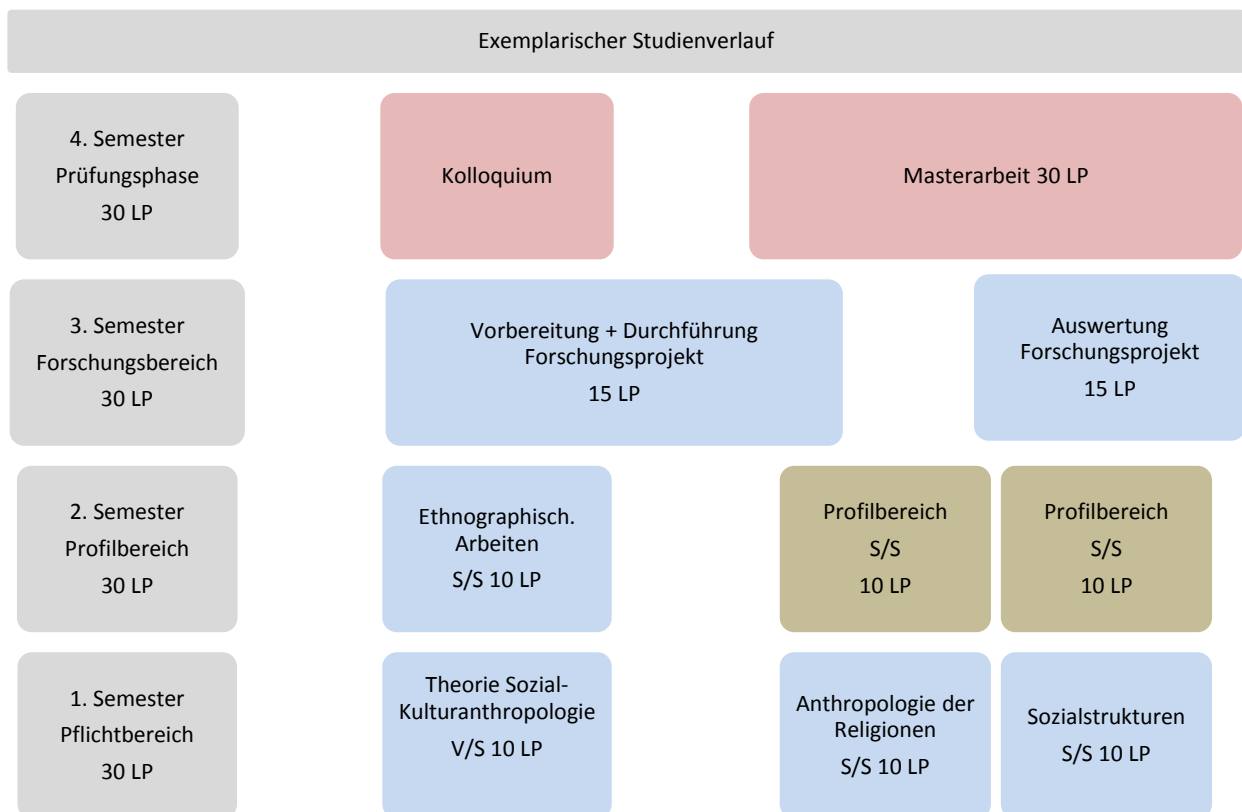 Exemplarischer Studienverlauf
4. Semester
Prüfungsphase
30 LP
Kolloquium
Masterarbeit 30 LP
3. Semester
Forschungsbereich
30 LP
Vorbereitung + Durchführung
Forschungsprojekt
15 LP
Auswertung
Forschungsprojekt
15 LP
2. Semester
Profilbereich
30 LP
Ethnographisch.
Arbeiten
S/S 10 LP
Profilbereich
S/S
10 LP
Profilbereich
S/S
10 LP
1. Semester
Pflichtbereich
30 LP
Theorie Sozial-
Kulturanthropologie
V/S 10 LP
Anthropologie der
Religionen
S/S 10 LP
Sozialstrukturen
S/S 10 LP